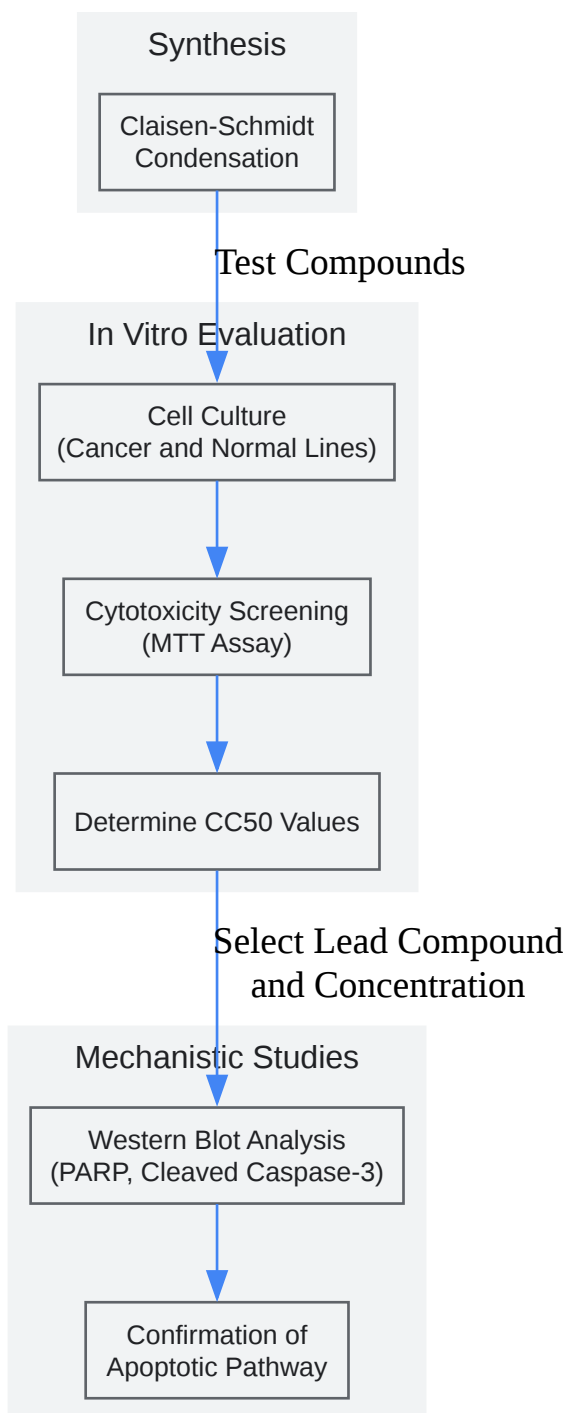 Synthesis
Claisen-Schmidt
Condensation
Test Compounds
In Vitro Evaluation
Cell Culture
(Cancer and Normal Lines)
Cytotoxicity Screening
(MTT Assay)
Determine CC50 Values
Select Lead Compound
and Concentration
Mechanistic Studies
Western Blot Analysis
(PARP, Cleaved Caspase-3)
Confirmation of
Apoptotic Pathway